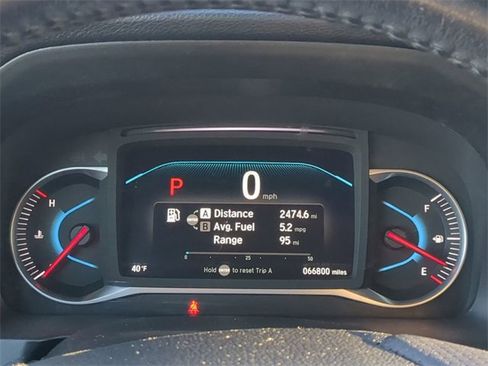 P 0
mph
H
F
A Distance 2474.6 mi
B Avg. Fuel 5.2 mpg
Range 95 mi
0 25 50
C
E
40°F
Hold ENTER to reset Trip A
066800 miles